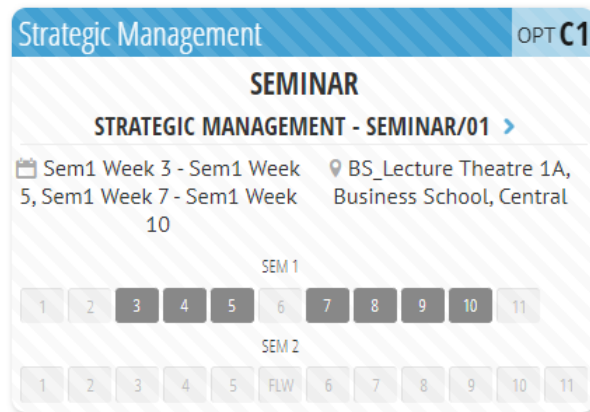 Strategic Management OPT C1
SEMINAR
STRATEGIC MANAGEMENT - SEMINAR/01 >
Sem1 Week 3 - Sem1 Week
5, Sem1 Week 7 - Sem1 Week
10
BS_Lecture Theatre 1A,
Business School, Central
SEM 1
1 2 3 4 5 6 7 8 9 10 11
SEM 2
1 2 3 4 5 FLW 6 7 8 9 10 11